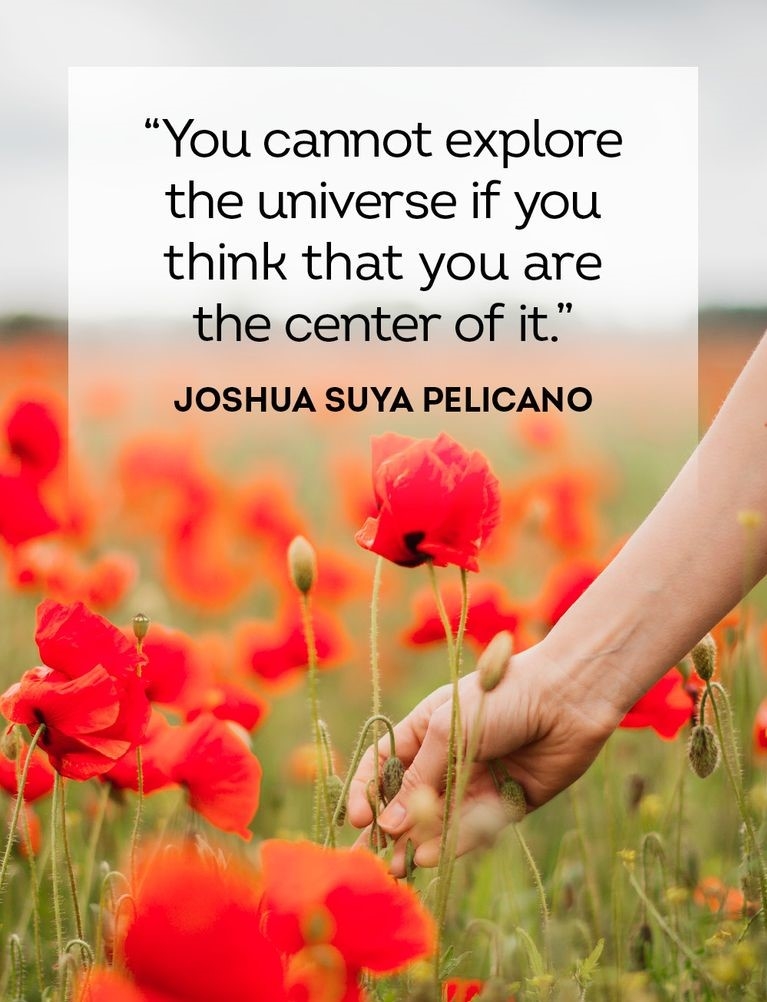 “You cannot explore
the universe if you
think that you are
the center of it.”
JOSHUA SUYA PELICANO